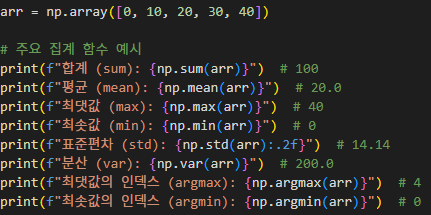 arr = np.array([0, 10, 20, 30, 40])
# 주요 집계 함수 예시
print(f"합계 (sum): {np.sum(arr)}")  # 100
print(f"평균 (mean): {np.mean(arr)}")  # 20.0
print(f"최댓값 (max): {np.max(arr)}")  # 40
print(f"최솟값 (min): {np.min(arr)}")  # 0
print(f"표준편차 (std): {np.std(arr):.2f}")  # 14.14
print(f"분산 (var): {np.var(arr)}")  # 200.0
print(f"최댓값의 인덱스 (argmax): {np.argmax(arr)}")  # 4
print(f"최솟값의 인덱스 (argmin): {np.argmin(arr)}")  # 0